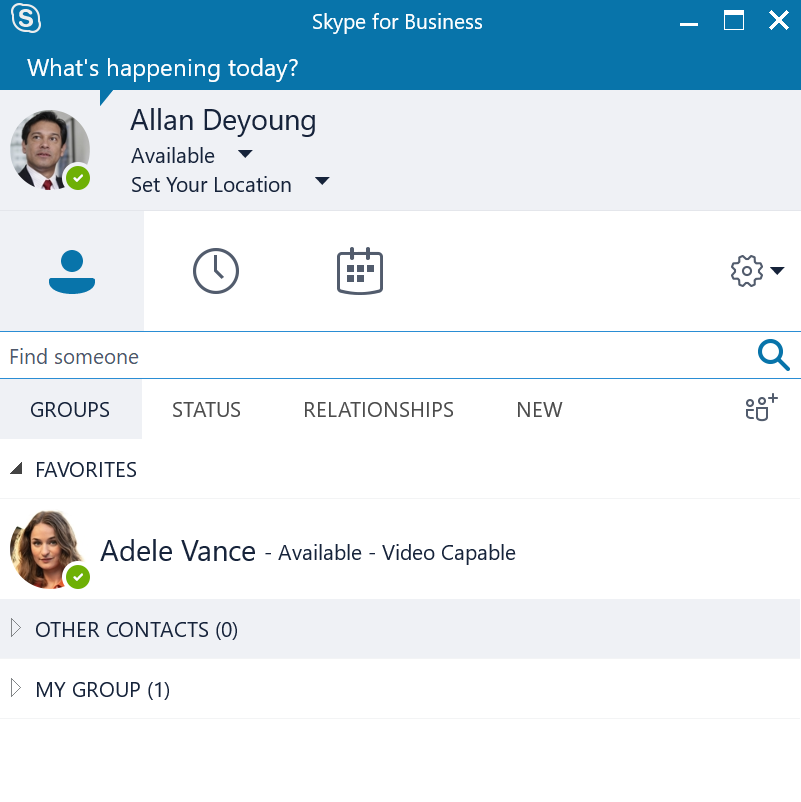 Skype for Business
What's happening today?
Allan Deyoung
Available
Set Your Location
Find someone
GROUPS STATUS RELATIONSHIPS NEW
FAVORITES
Adele Vance - Available - Video Capable
OTHER CONTACTS (0)
MY GROUP (1)